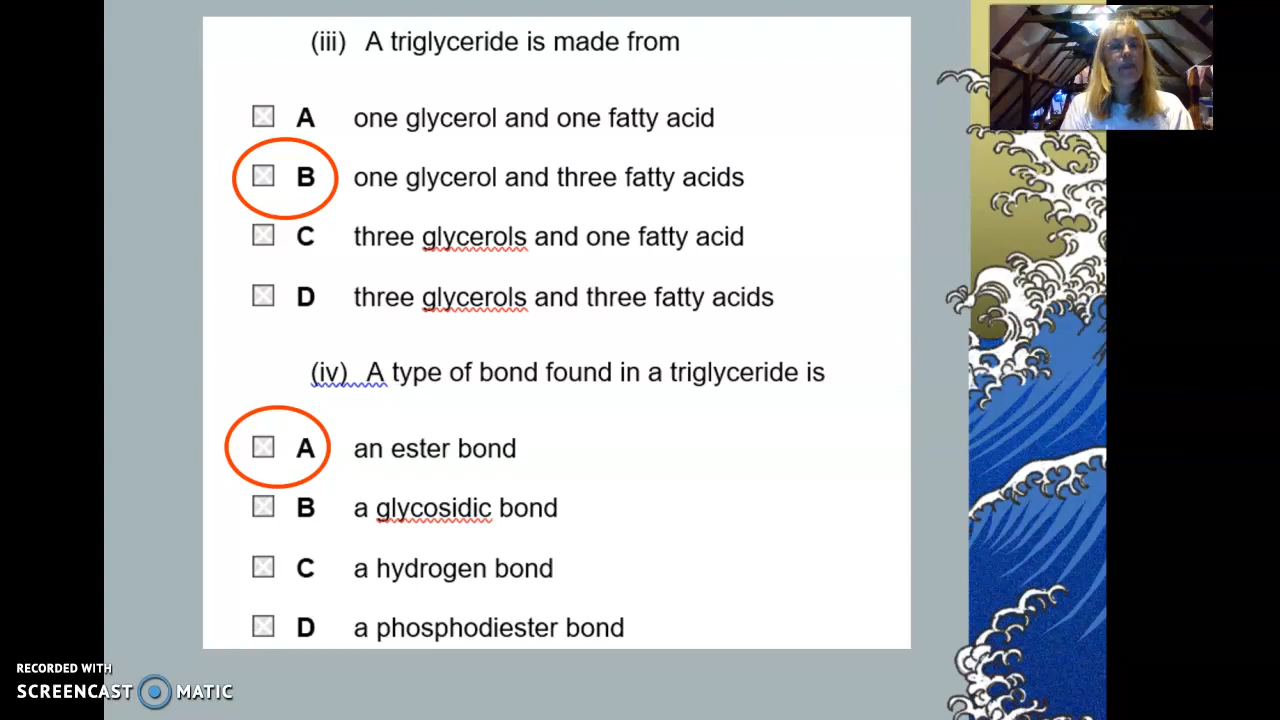 (iii) A triglyceride is made from
A one glycerol and one fatty acid
B one glycerol and three fatty acids
C three glycerols and one fatty acid
D three glycerols and three fatty acids
(iv) A type of bond found in a triglyceride is
A an ester bond
B a glycosidic bond
C a hydrogen bond
D a phosphodiester bond
RECORDED WITH
SCREENCAST MATIC